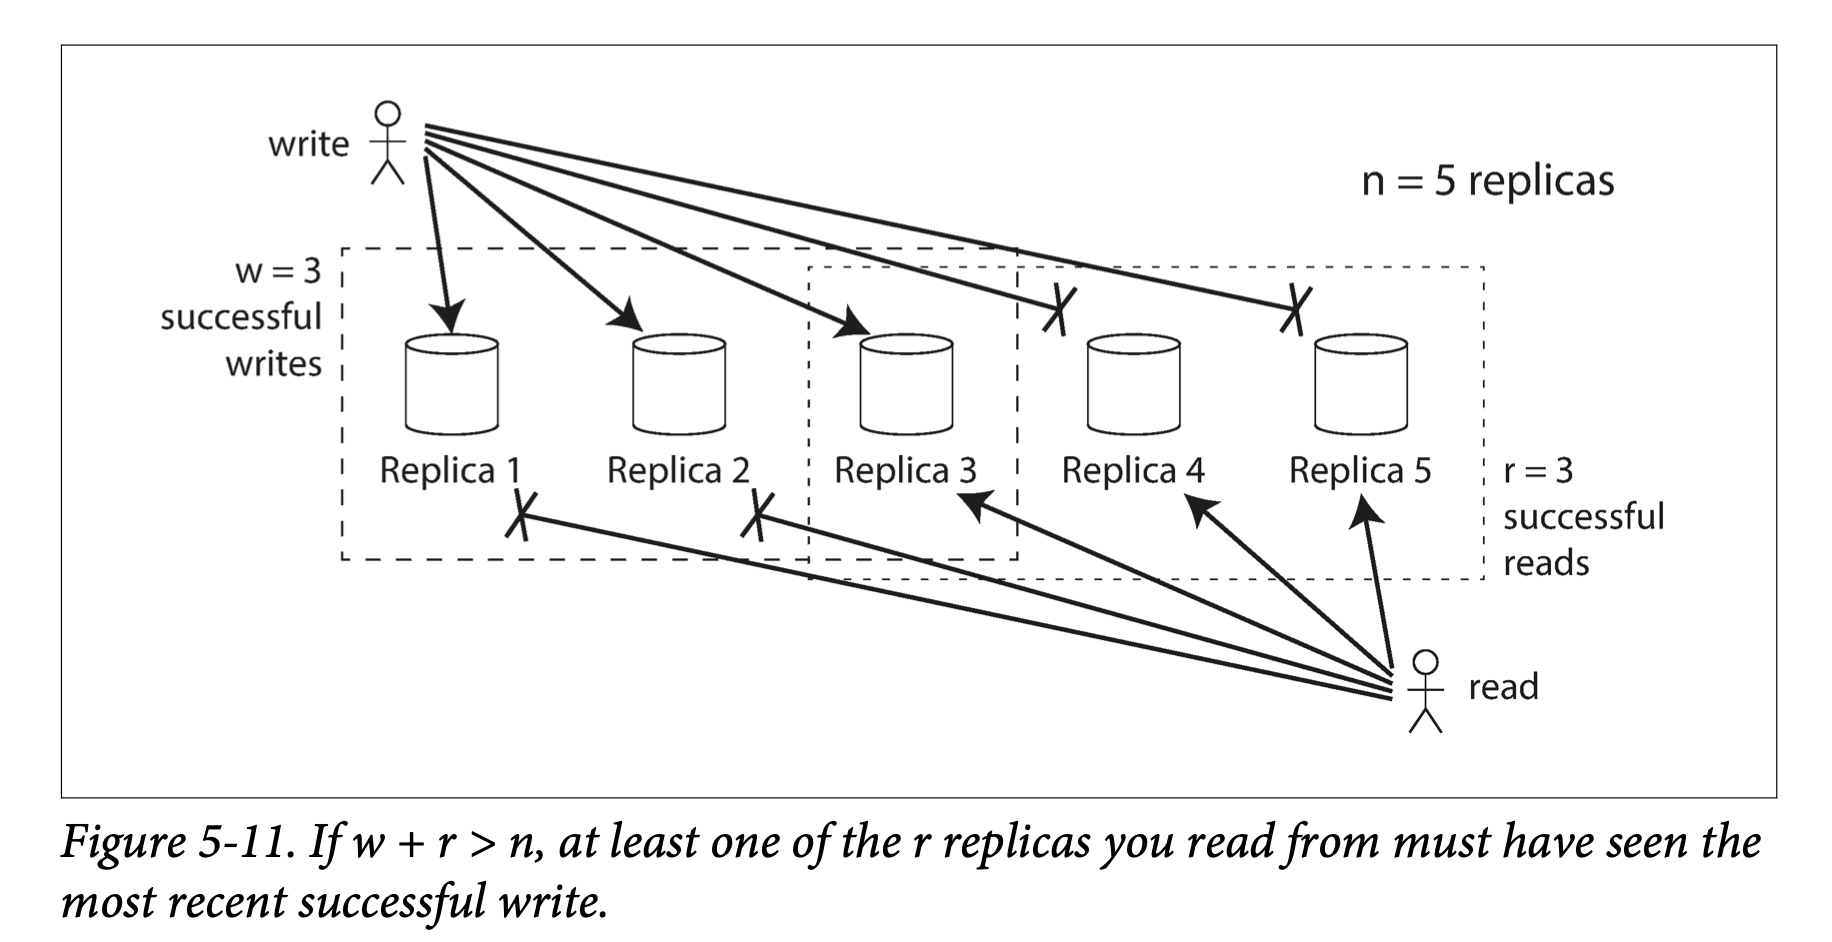 write
n = 5 replicas
w = 3
successful
writes
Replica 1
Replica 2
Replica 3
Replica 4
Replica 5
r = 3
successful
reads
read
Figure 5-11. If w + r > n, at least one of the r replicas you read from must have seen the
most recent successful write.